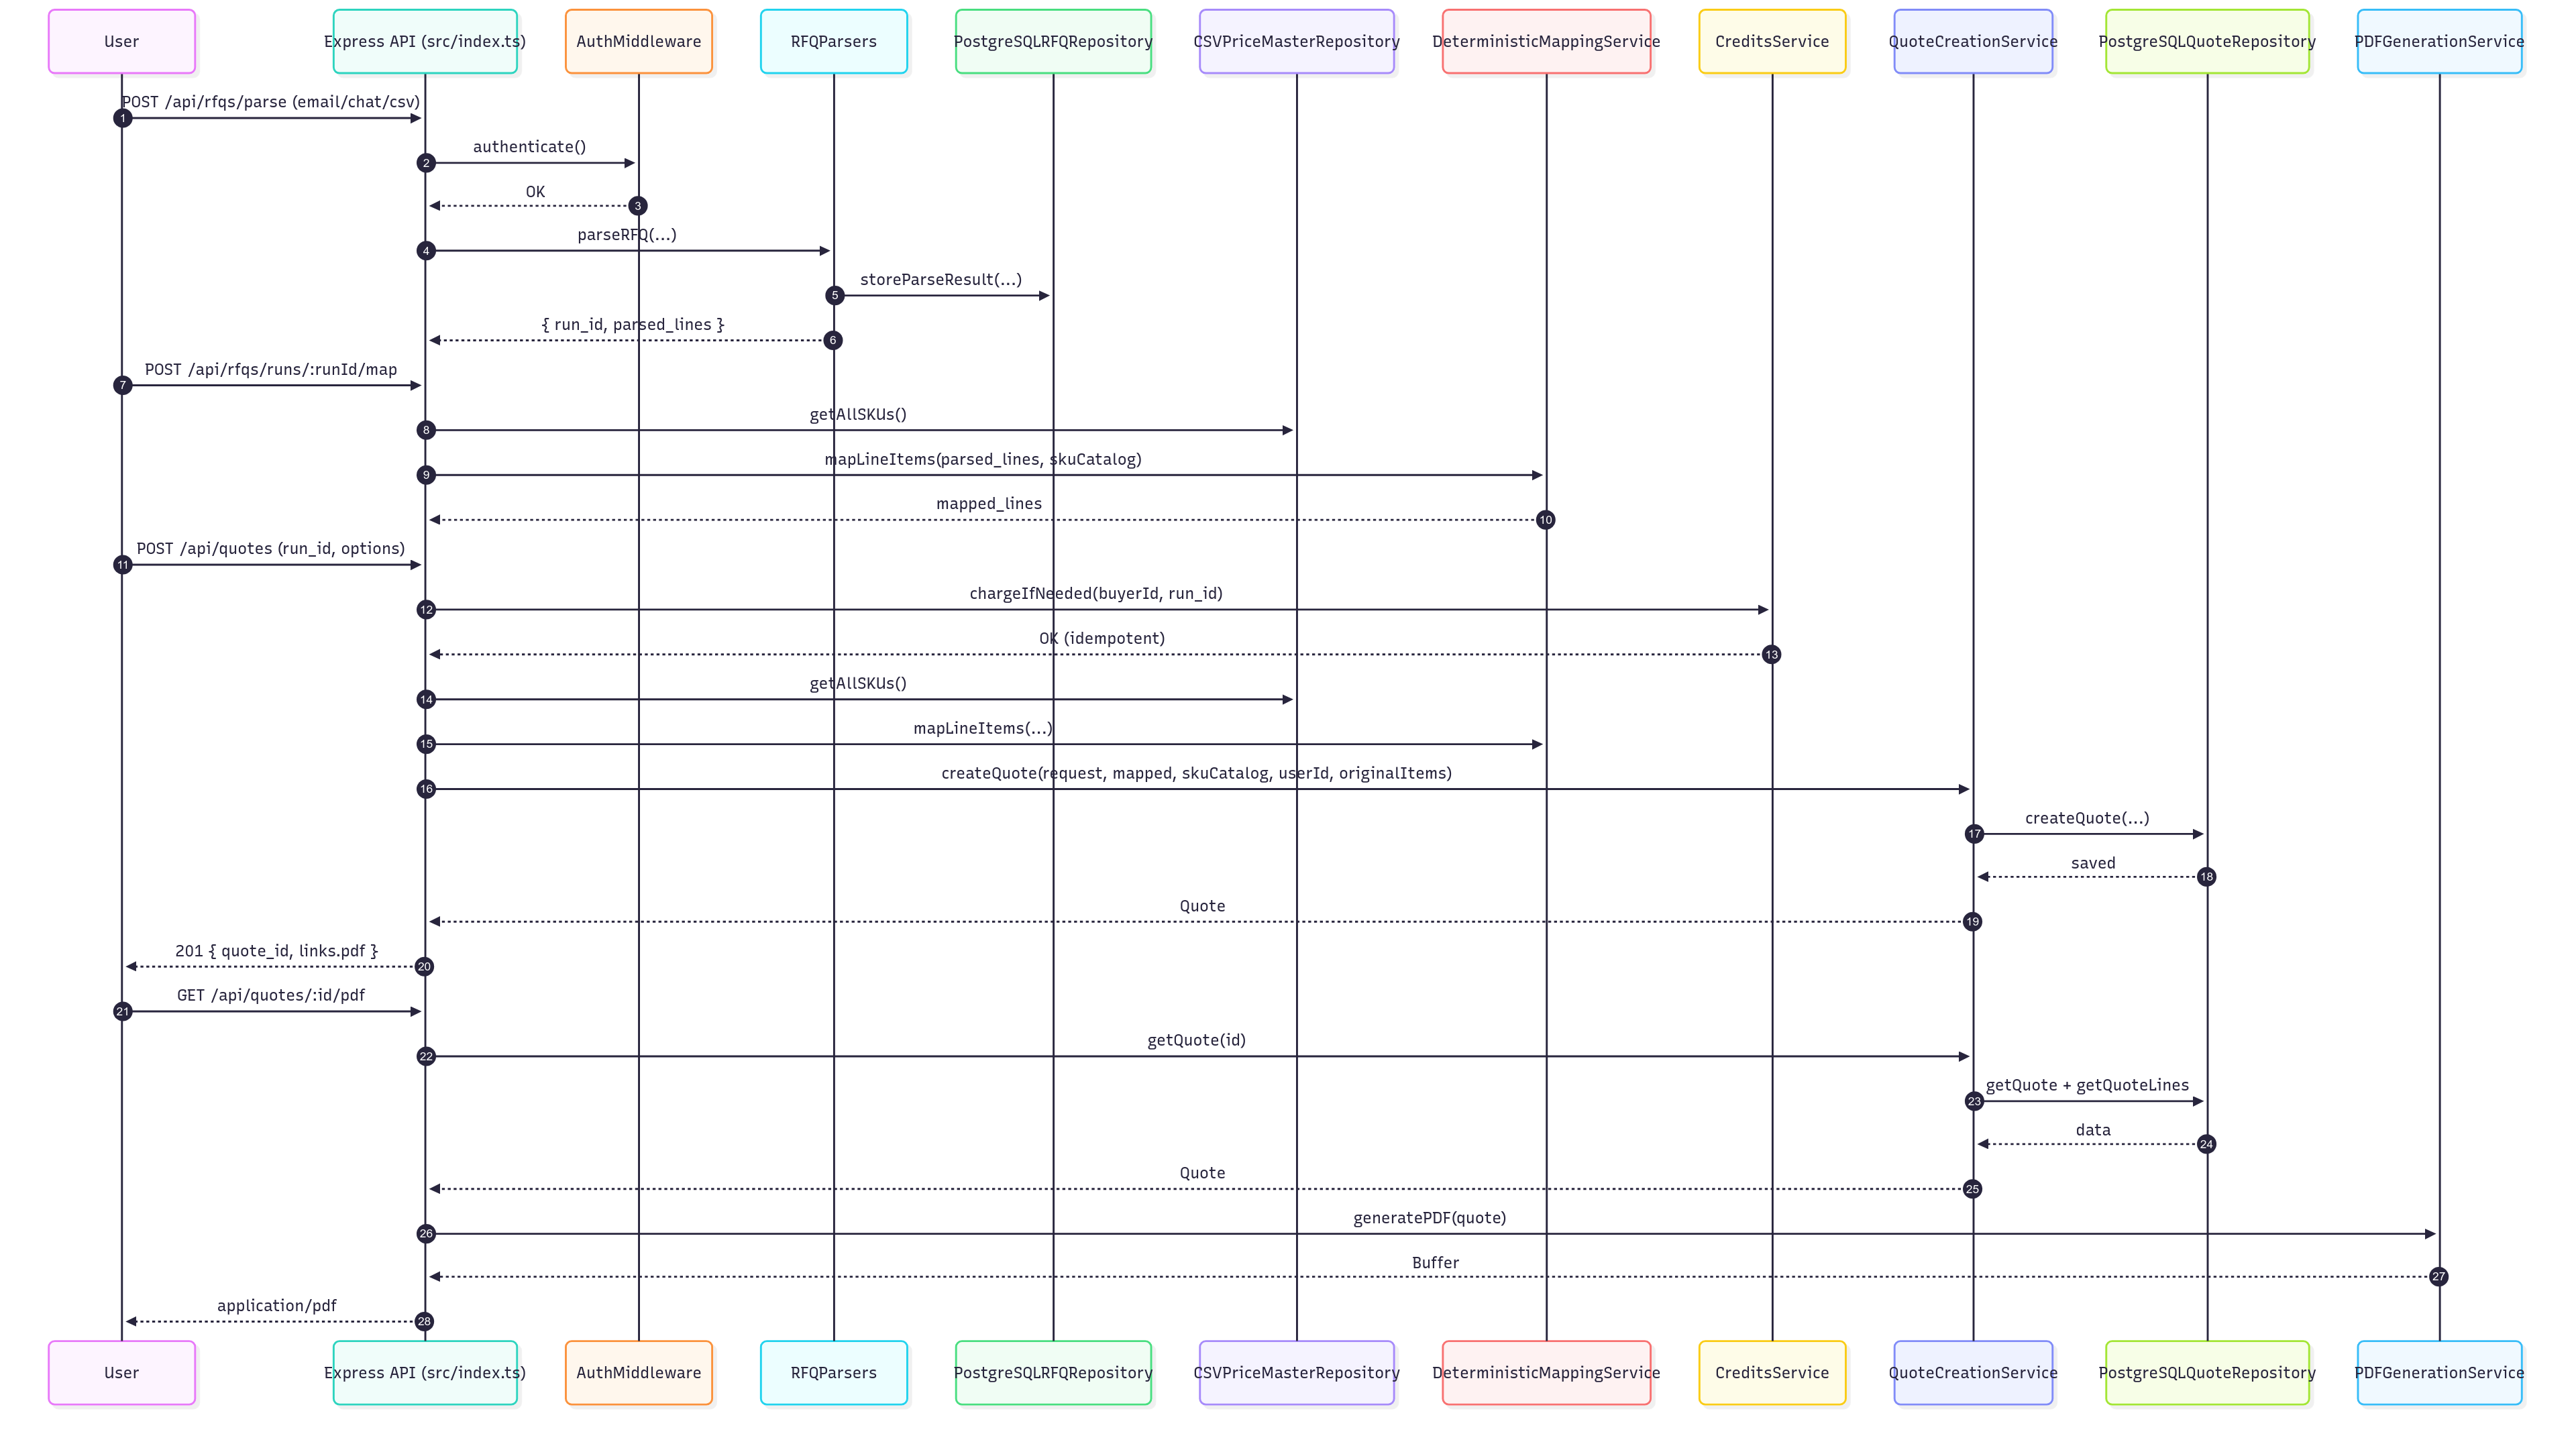 User
Express API (src/index.ts)
AuthMiddleware
RFQParsers
PostgreSQLRFQRepository
CSVPriceMasterRepository
DeterministicMappingService
CreditsService
QuoteCreationService
PostgreSQLQuoteRepository
PDFGenerationService
POST /api/rfqs/parse (email/chat/csv)
1
authenticate()
2
OK
3
parseRFQ(...)
4
storeParseResult(...)
5
{ run_id, parsed_lines }
6
POST /api/rfqs/runs/:runId/map
7
getAllSKUs()
8
mapLineItems(parsed_lines, skuCatalog)
9
mapped_lines
10
POST /api/quotes (run_id, options)
11
chargeIfNeeded(buyerId, run_id)
12
OK (idempotent)
13
getAllSKUs()
14
mapLineItems(...)
15
createQuote(request, mapped, skuCatalog, userId, originalItems)
16
createQuote(...)
17
saved
18
Quote
19
201 { quote_id, links.pdf }
20
GET /api/quotes/:id/pdf
21
getQuote(id)
22
getQuote + getQuoteLines
23
data
24
Quote
25
generatePDF(quote)
26
Buffer
27
application/pdf
28
User
Express API (src/index.ts)
AuthMiddleware
RFQParsers
PostgreSQLRFQRepository
CSVPriceMasterRepository
DeterministicMappingService
CreditsService
QuoteCreationService
PostgreSQLQuoteRepository
PDFGenerationService